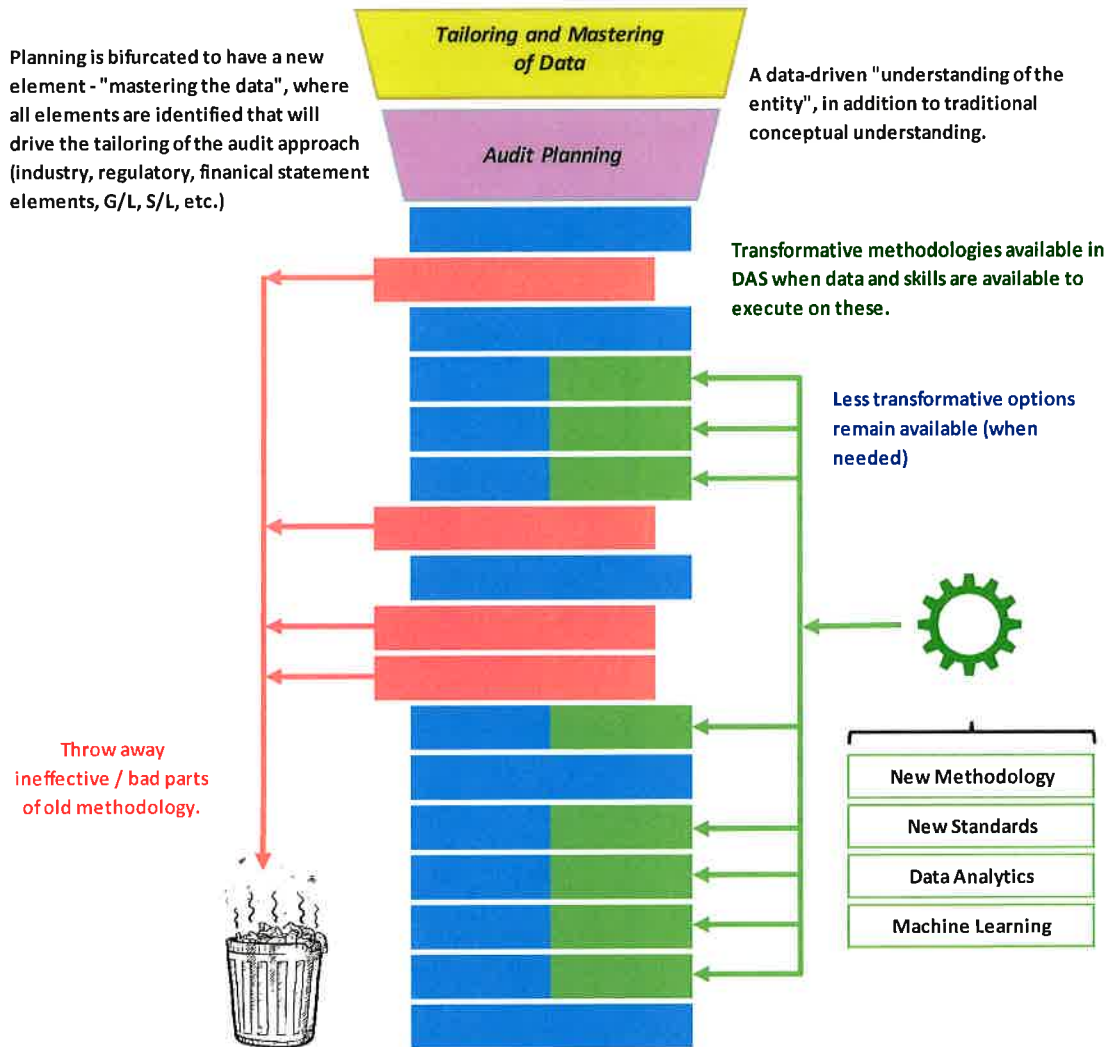 Tailoring and Mastering
of Data
Planning is bifurcated to have a new
element - "mastering the data", where
all elements are identified that will
drive the tailoring of the audit approach
(industry, regulatory, finanical statement
elements, G/L, S/L, etc.)
A data-driven "understanding of the
entity", in addition to traditional
conceptual understanding.
Audit Planning
Transformative methodologies available in
DAS when data and skills are available to
execute on these.
Less transformative options
remain available (when
needed)
Throw away
ineffective / bad parts
of old methodology.
New Methodology
New Standards
Data Analytics
Machine Learning